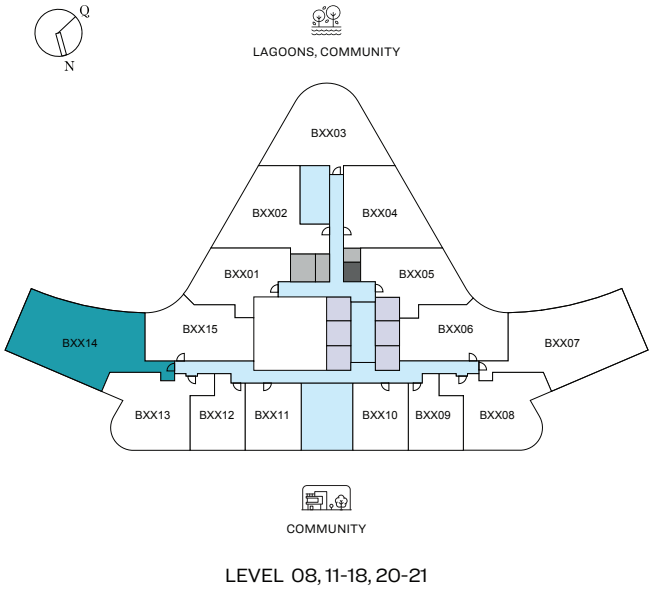 Q
N
LAGOONS, COMMUNITY
BXX03
BXX02
BXX04
BXX01
BXX05
BXX14
BXX15
BXX06
BXX07
BXX13
BXX12
BXX11
BXX10
BXX09
BXX08
COMMUNITY
LEVEL 08, 11-18, 20-21